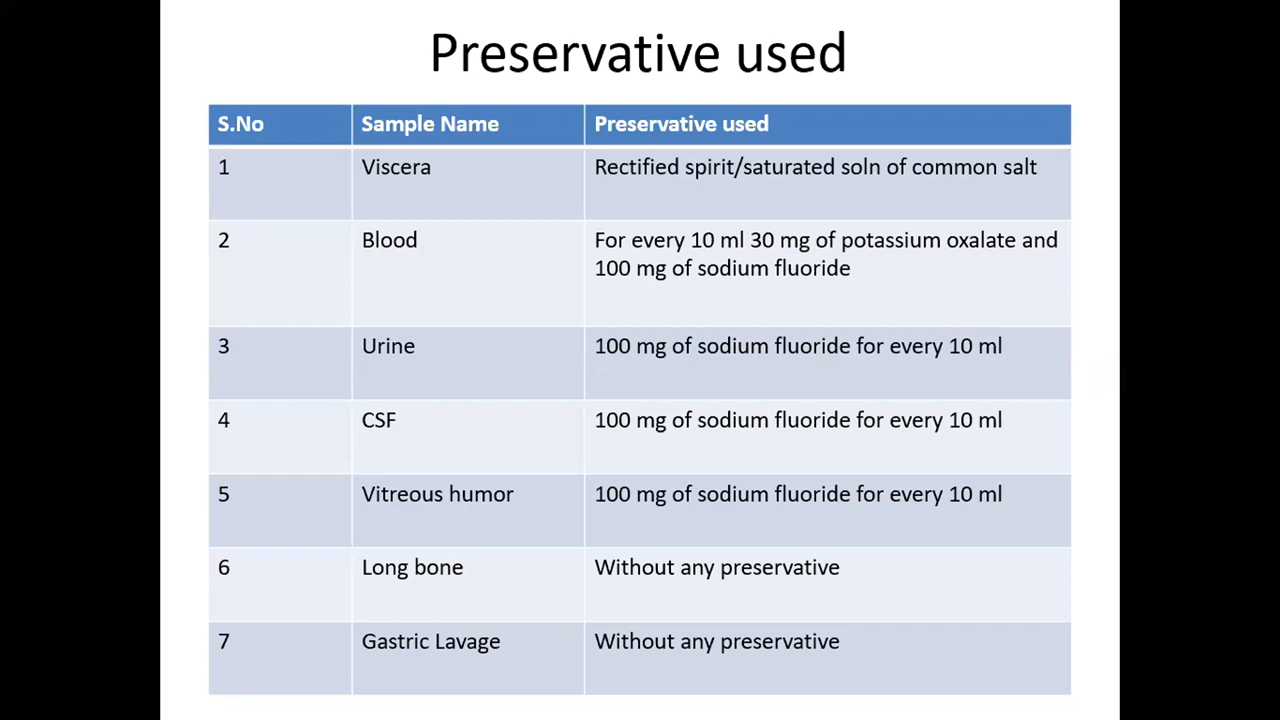 Preservative used
S.No Sample Name Preservative used
1 Viscera Rectified spirit/saturated soln of common salt
2 Blood For every 10 ml 30 mg of potassium oxalate and
100 mg of sodium fluoride
3 Urine 100 mg of sodium fluoride for every 10 ml
4 CSF 100 mg of sodium fluoride for every 10 ml
5 Vitreous humor 100 mg of sodium fluoride for every 10 ml
6 Long bone Without any preservative
7 Gastric Lavage Without any preservative